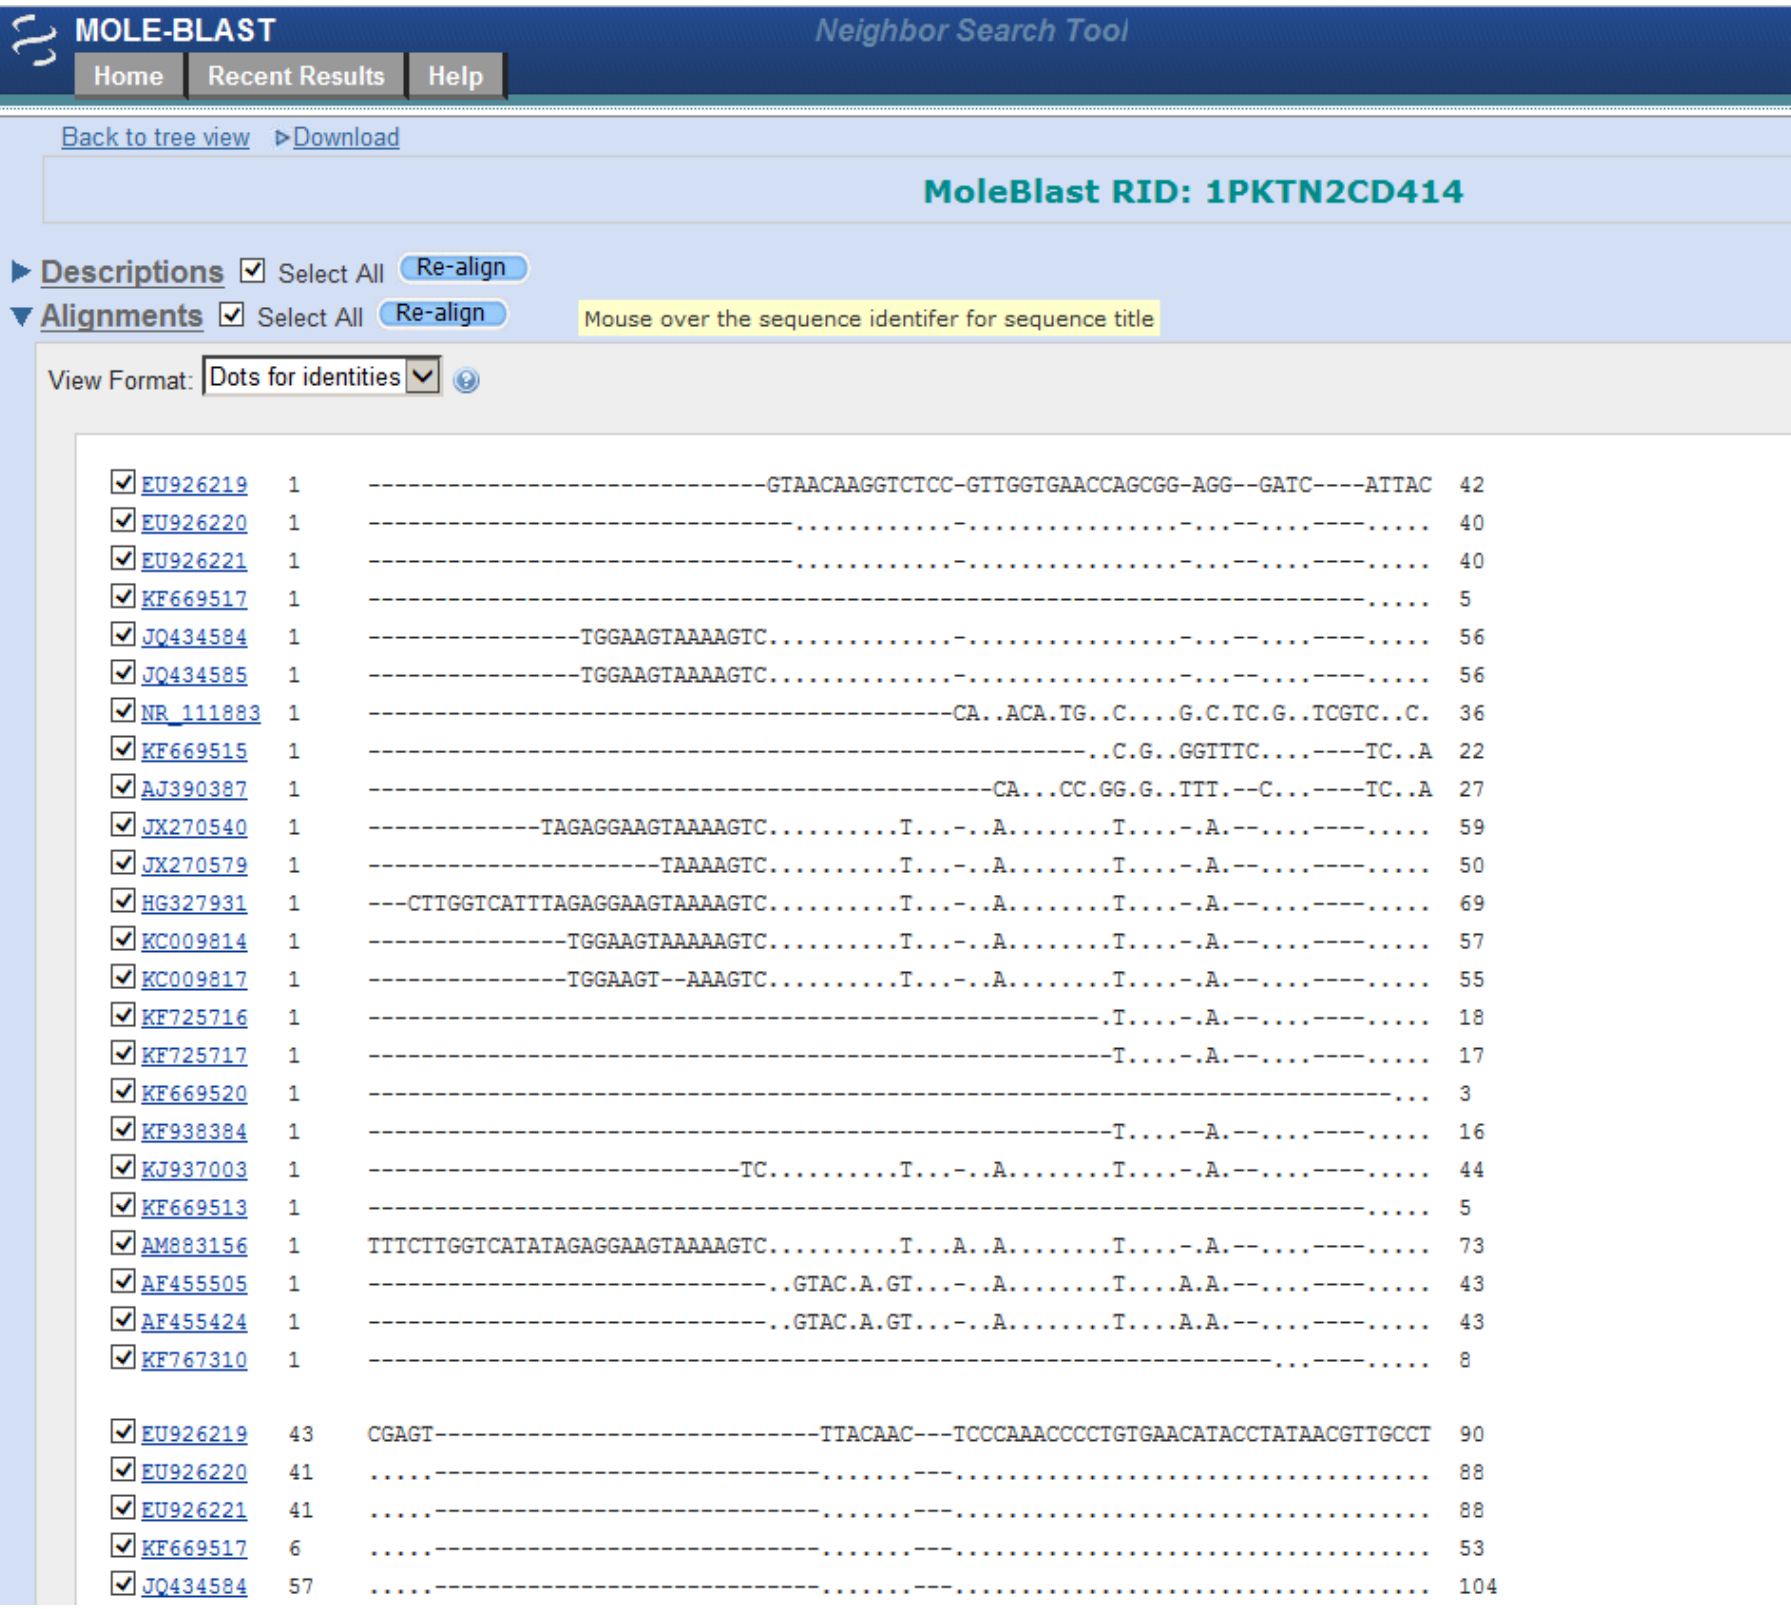 MOLE-BLAST
Neighbor Search Tool
Home Recent Results Help
Back to tree view Download
MoleBlast RID: 1PKTN2CD414
Descriptions Select All Re-align
Alignments Select All Re-align Mouse over the sequence identifer for sequence title
View Format: Dots for identities ?
EU926219 1 ------------------------------GTAACAAGGTCTCC-GTTGGTGAACCAGCGG-AGG--GATC----ATTAC 42
EU926220 1 --------------------------------............-................-...--....----..... 40
EU926221 1 --------------------------------............-................-...--....----..... 40
KF669517 1 ---------------------------------------------------------------------------..... 5
JQ434584 1 ----------------TGGAAGTAAAAGTC..............-................-...--....----..... 56
JQ434585 1 ----------------TGGAAGTAAAAGTC..............-................-...--....----..... 56
NR_111883 1 --------------------------------------------CA..ACA.TG..C....G.C.TC.G..TCGTC..C. 36
KF669515 1 ------------------------------------------------------..C.G..GGTTTC....----TC..A 22
AJ390387 1 -----------------------------------------------CA...CC.GG.G..TTT.--C...----TC..A 27
JX270540 1 -------------TAGAGGAAGTAAAAGTC..........T...-..A........T....-.A.--....----..... 59
JX270579 1 ----------------------TAAAAGTC..........T...-..A........T....-.A.--....----..... 50
HG327931 1 ---CTTGGTCATTTAGAGGAAGTAAAAGTC..........T...-..A........T....-.A.--....----..... 69
KC009814 1 ---------------TGGAAGTAAAAAGTC..........T...-..A........T....-.A.--....----..... 57
KC009817 1 ---------------TGGAAGT--AAAGTC..........T...-..A........T....-.A.--....----..... 55
KF725716 1 -------------------------------------------------------.T....-.A.--....----..... 18
KF725717 1 --------------------------------------------------------T....-.A.--....----..... 17
KF669520 1 -----------------------------------------------------------------------------... 3
KF938384 1 --------------------------------------------------------T....--A.--....----..... 16
KJ937003 1 ----------------------------TC..........T...-..A........T....-.A.--....----..... 44
KF669513 1 ---------------------------------------------------------------------------..... 5
AM883156 1 TTTCTTGGTCATATAGAGGAAGTAAAAGTC..........T...A..A........T....-.A.--....----..... 73
AF455505 1 ------------------------------..GTAC.A.GT...-..A........T....A.A.--....----..... 43
AF455424 1 ------------------------------..GTAC.A.GT...-..A........T....A.A.--....----..... 43
KF767310 1 --------------------------------------------------------------------...----..... 8
EU926219 43 CGAGT-----------------------------TTACAAC---TCCCAAACCCCTGTGAACATACCTATAACGTTGCCT 90
EU926220 41 .....-----------------------------.......---.................................... 88
EU926221 41 .....-----------------------------.......---.................................... 88
KF669517 6 .....-----------------------------.......---.................................... 53
JQ434584 57 .....-----------------------------.......---.................................... 104